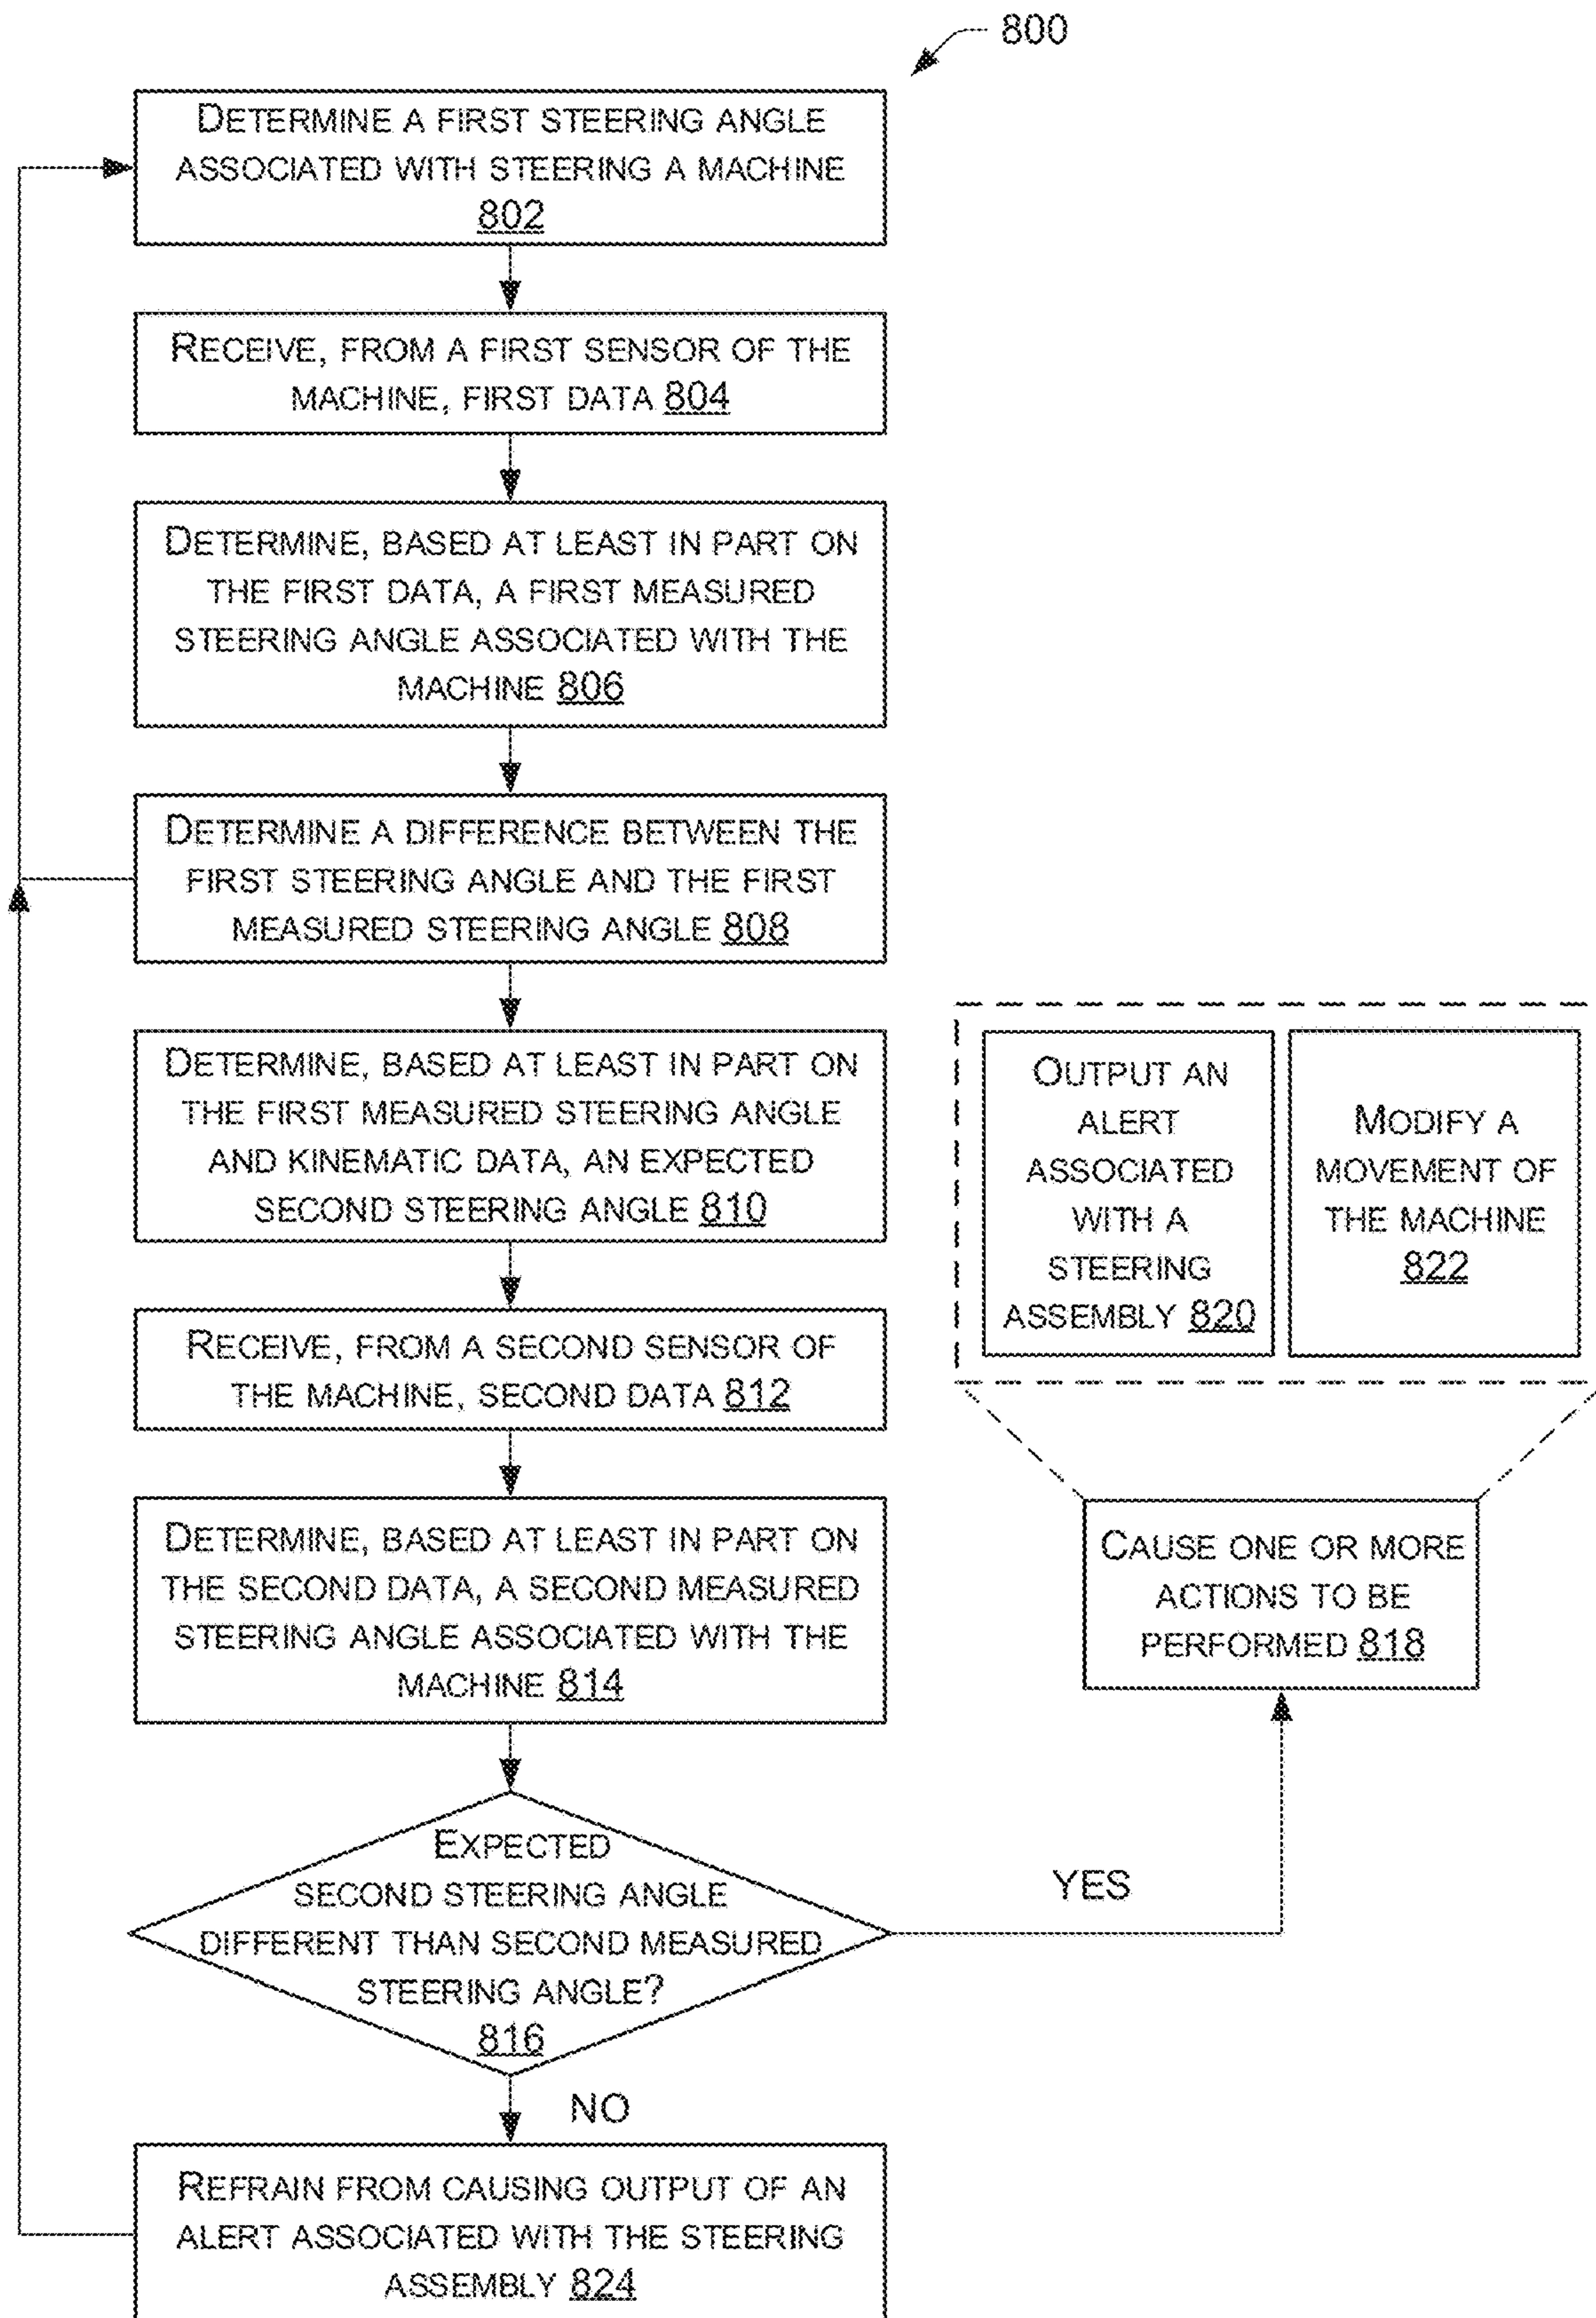 800
DETERMINE A FIRST STEERING ANGLE
ASSOCIATED WITH STEERING A MACHINE
802
RECEIVE, FROM A FIRST SENSOR OF THE
MACHINE, FIRST DATA 804
DETERMINE, BASED AT LEAST IN PART ON
THE FIRST DATA, A FIRST MEASURED
STEERING ANGLE ASSOCIATED WITH THE
MACHINE 806
DETERMINE A DIFFERENCE BETWEEN THE
FIRST STEERING ANGLE AND THE FIRST
MEASURED STEERING ANGLE 808
DETERMINE, BASED AT LEAST IN PART ON
THE FIRST MEASURED STEERING ANGLE
AND KINEMATIC DATA, AN EXPECTED
SECOND STEERING ANGLE 810
RECEIVE, FROM A SECOND SENSOR OF
THE MACHINE, SECOND DATA 812
DETERMINE, BASED AT LEAST IN PART ON
THE SECOND DATA, A SECOND MEASURED
STEERING ANGLE ASSOCIATED WITH THE
MACHINE 814
EXPECTED
SECOND STEERING ANGLE
DIFFERENT THAN SECOND MEASURED
STEERING ANGLE?
816
YES
NO
CAUSE ONE OR MORE
ACTIONS TO BE
PERFORMED 818
OUTPUT AN
ALERT
ASSOCIATED
WITH A
STEERING
ASSEMBLY 820
MODIFY A
MOVEMENT OF
THE MACHINE
822
REFRAIN FROM CAUSING OUTPUT OF AN
ALERT ASSOCIATED WITH THE STEERING
ASSEMBLY 824